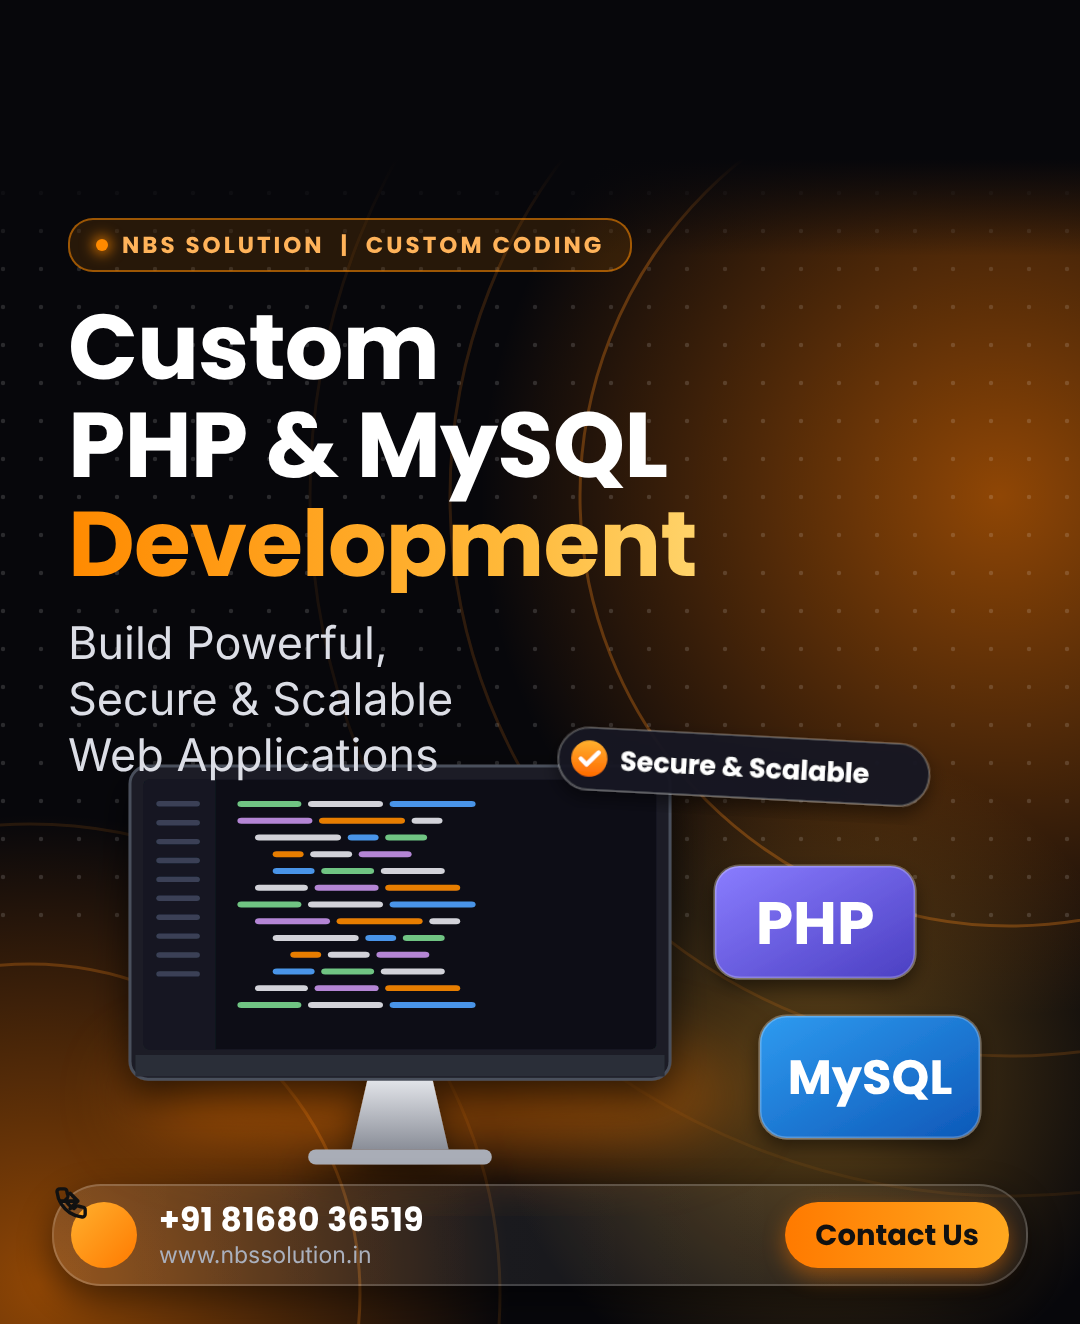 NBS SOLUTION | CUSTOM CODING
Custom
PHP & MySQL
Development
Build Powerful,
Secure & Scalable
Web Applications
Secure & Scalable
PHP
MySQL
+91 81680 36519
www.nbssolution.in
Contact Us